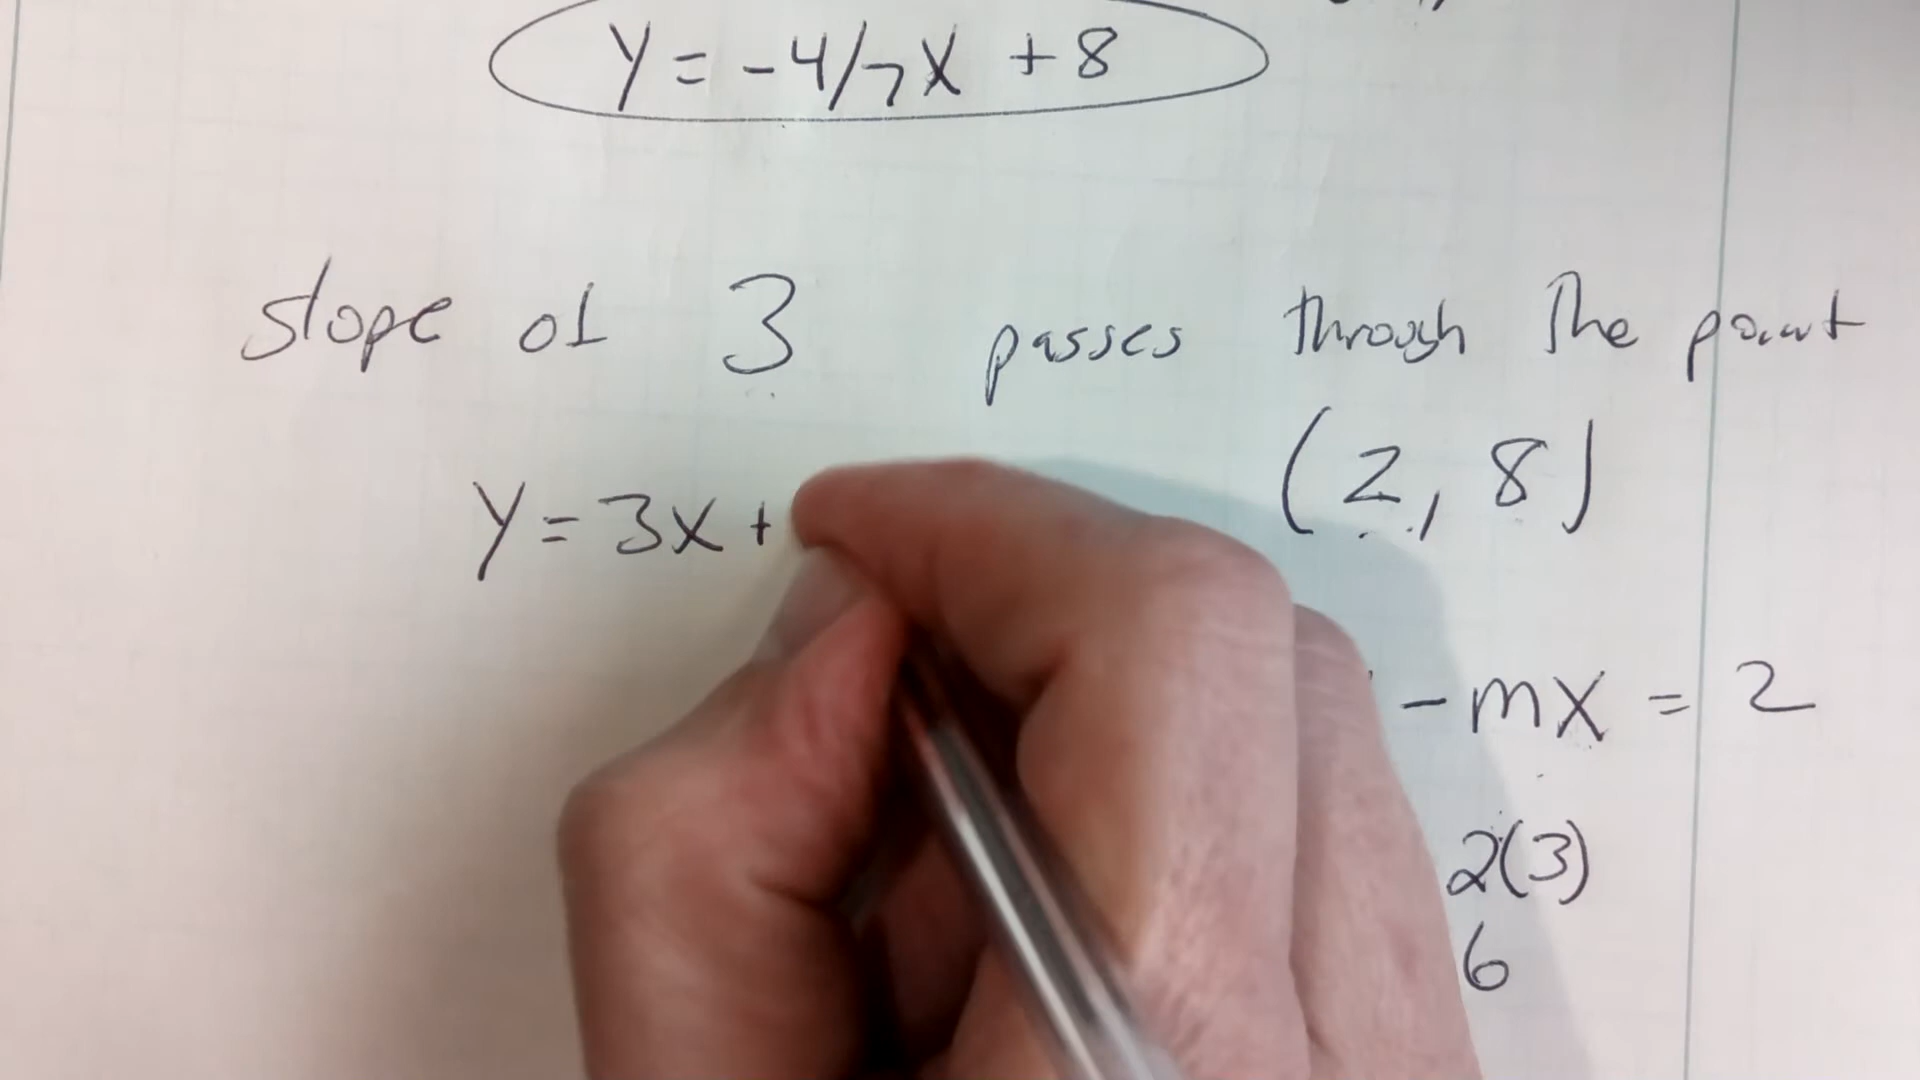 y = -4/7x + 8
slope of 3 passes through the point
(2, 8)
y = 3x +
- mx = 2
2(3)
6